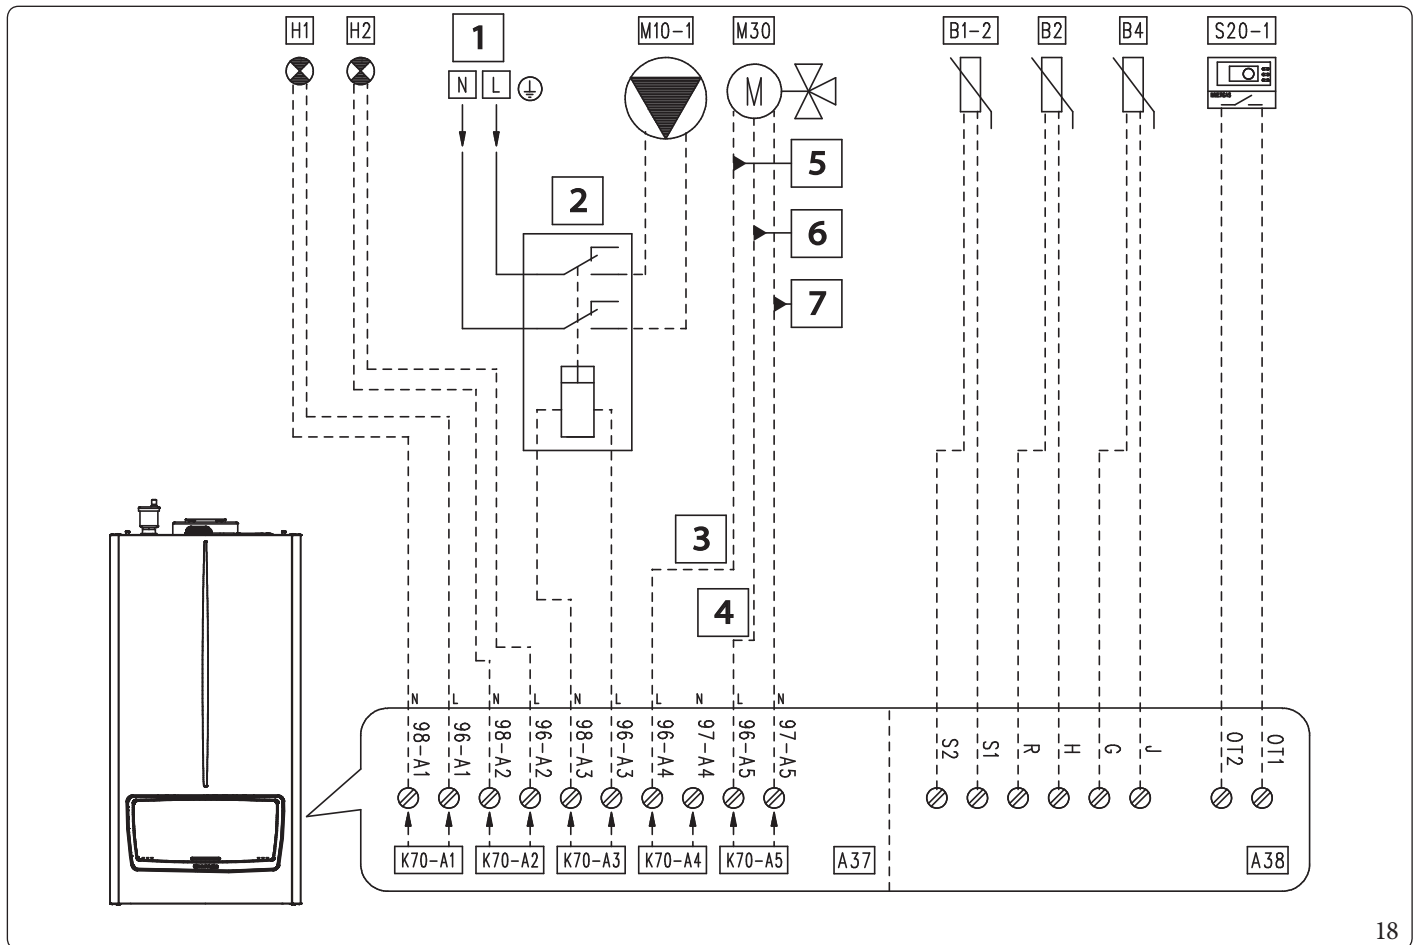 H1 H2 1 M10-1 M30 B1-2 B2 B4 S20-1
N L M
5
2
6
7
3
4
N L N L N L L N L N
98-A1 96-A1 98-A2 96-A2 98-A3 96-A3 96-A4 97-A4 96-A5 97-A5 S2 S1 R H G J OT2 OT1
K70-A1 K70-A2 K70-A3 K70-A4 K70-A5 A37 A38
18